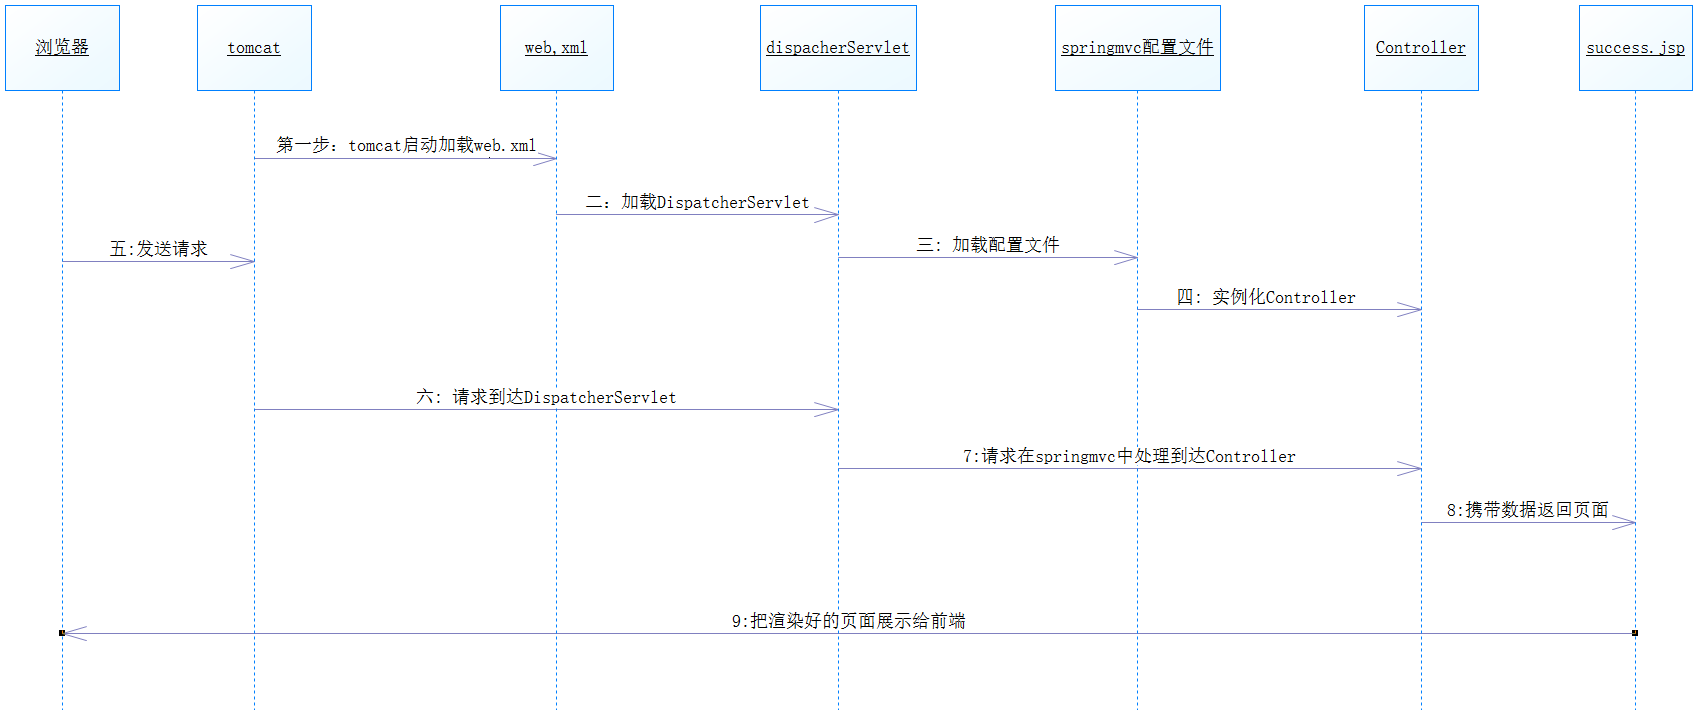 浏览器
tomcat
web,xml
dispacherServlet
springmvc配置文件
Controller
success.jsp
第一步：tomcat启动加载web.xml
二：加载DispatcherServlet
五:发送请求
三：加载配置文件
四：实例化Controller
六：请求到达DispatcherServlet
7:请求在springmvc中处理到达Controller
8:携带数据返回页面
9:把渲染好的页面展示给前端